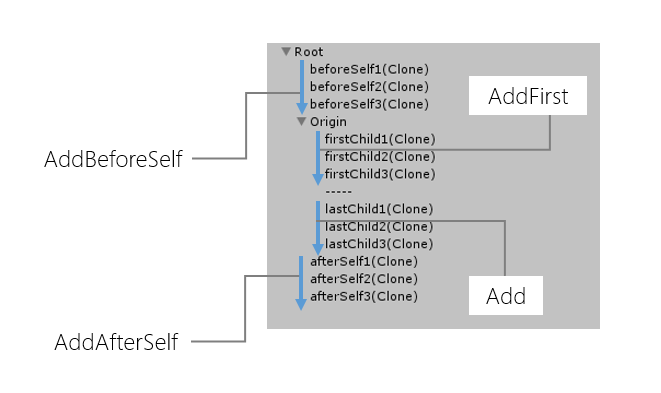 Root
beforeSelf1(Clone)
beforeSelf2(Clone)
beforeSelf3(Clone)
AddFirst
Origin
firstChild1(Clone)
AddBeforeSelf
firstChild2(Clone)
firstChild3(Clone)
-----
lastChild1(Clone)
lastChild2(Clone)
lastChild3(Clone)
afterSelf1(Clone)
afterSelf2(Clone)
afterSelf3(Clone)
Add
AddAfterSelf